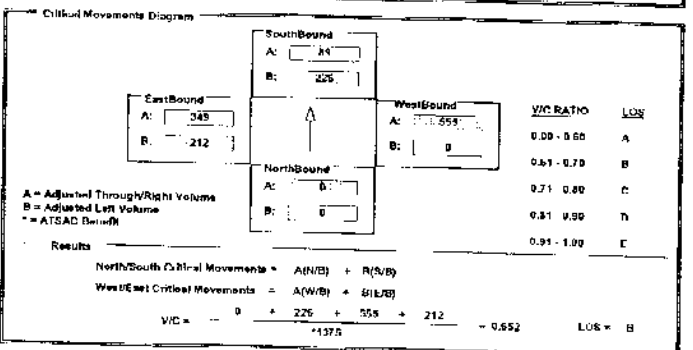 Critical Movements Diagram
SouthBound
A:
B: 226
EastBound
A: 349
B: 212
WestBound
A: 555
B: 0
NorthBound
A: 0
B: 0
V/C RATIO LOS
0.00 - 0.60 A
0.61 - 0.70 B
0.71 0.80 C
0.81 0.90 D
0.91 - 1.00 E
A = Adjusted Through/Right Volume
B = Adjusted Left Volume
* = ATSAC Benefit
Results
North/South Critical Movements = A(N/B) + B(S/B)
West/East Critical Movements = A(W/B) + B(E/B)
V/C = 0 + 226 + 555 + 212
*1375
= 0.652 LOS = B